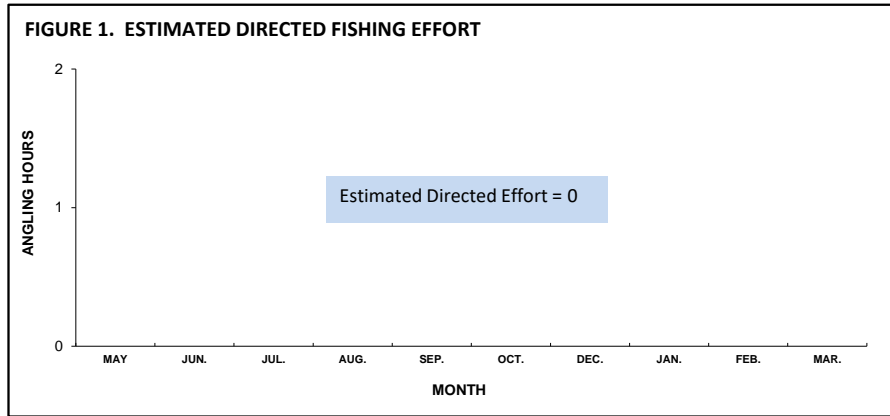 FIGURE 1. ESTIMATED DIRECTED FISHING EFFORT
2
1
0
ANGLING HOURS
Estimated Directed Effort = 0
MAY JUN. JUL. AUG. SEP. OCT. DEC. JAN. FEB. MAR.
MONTH